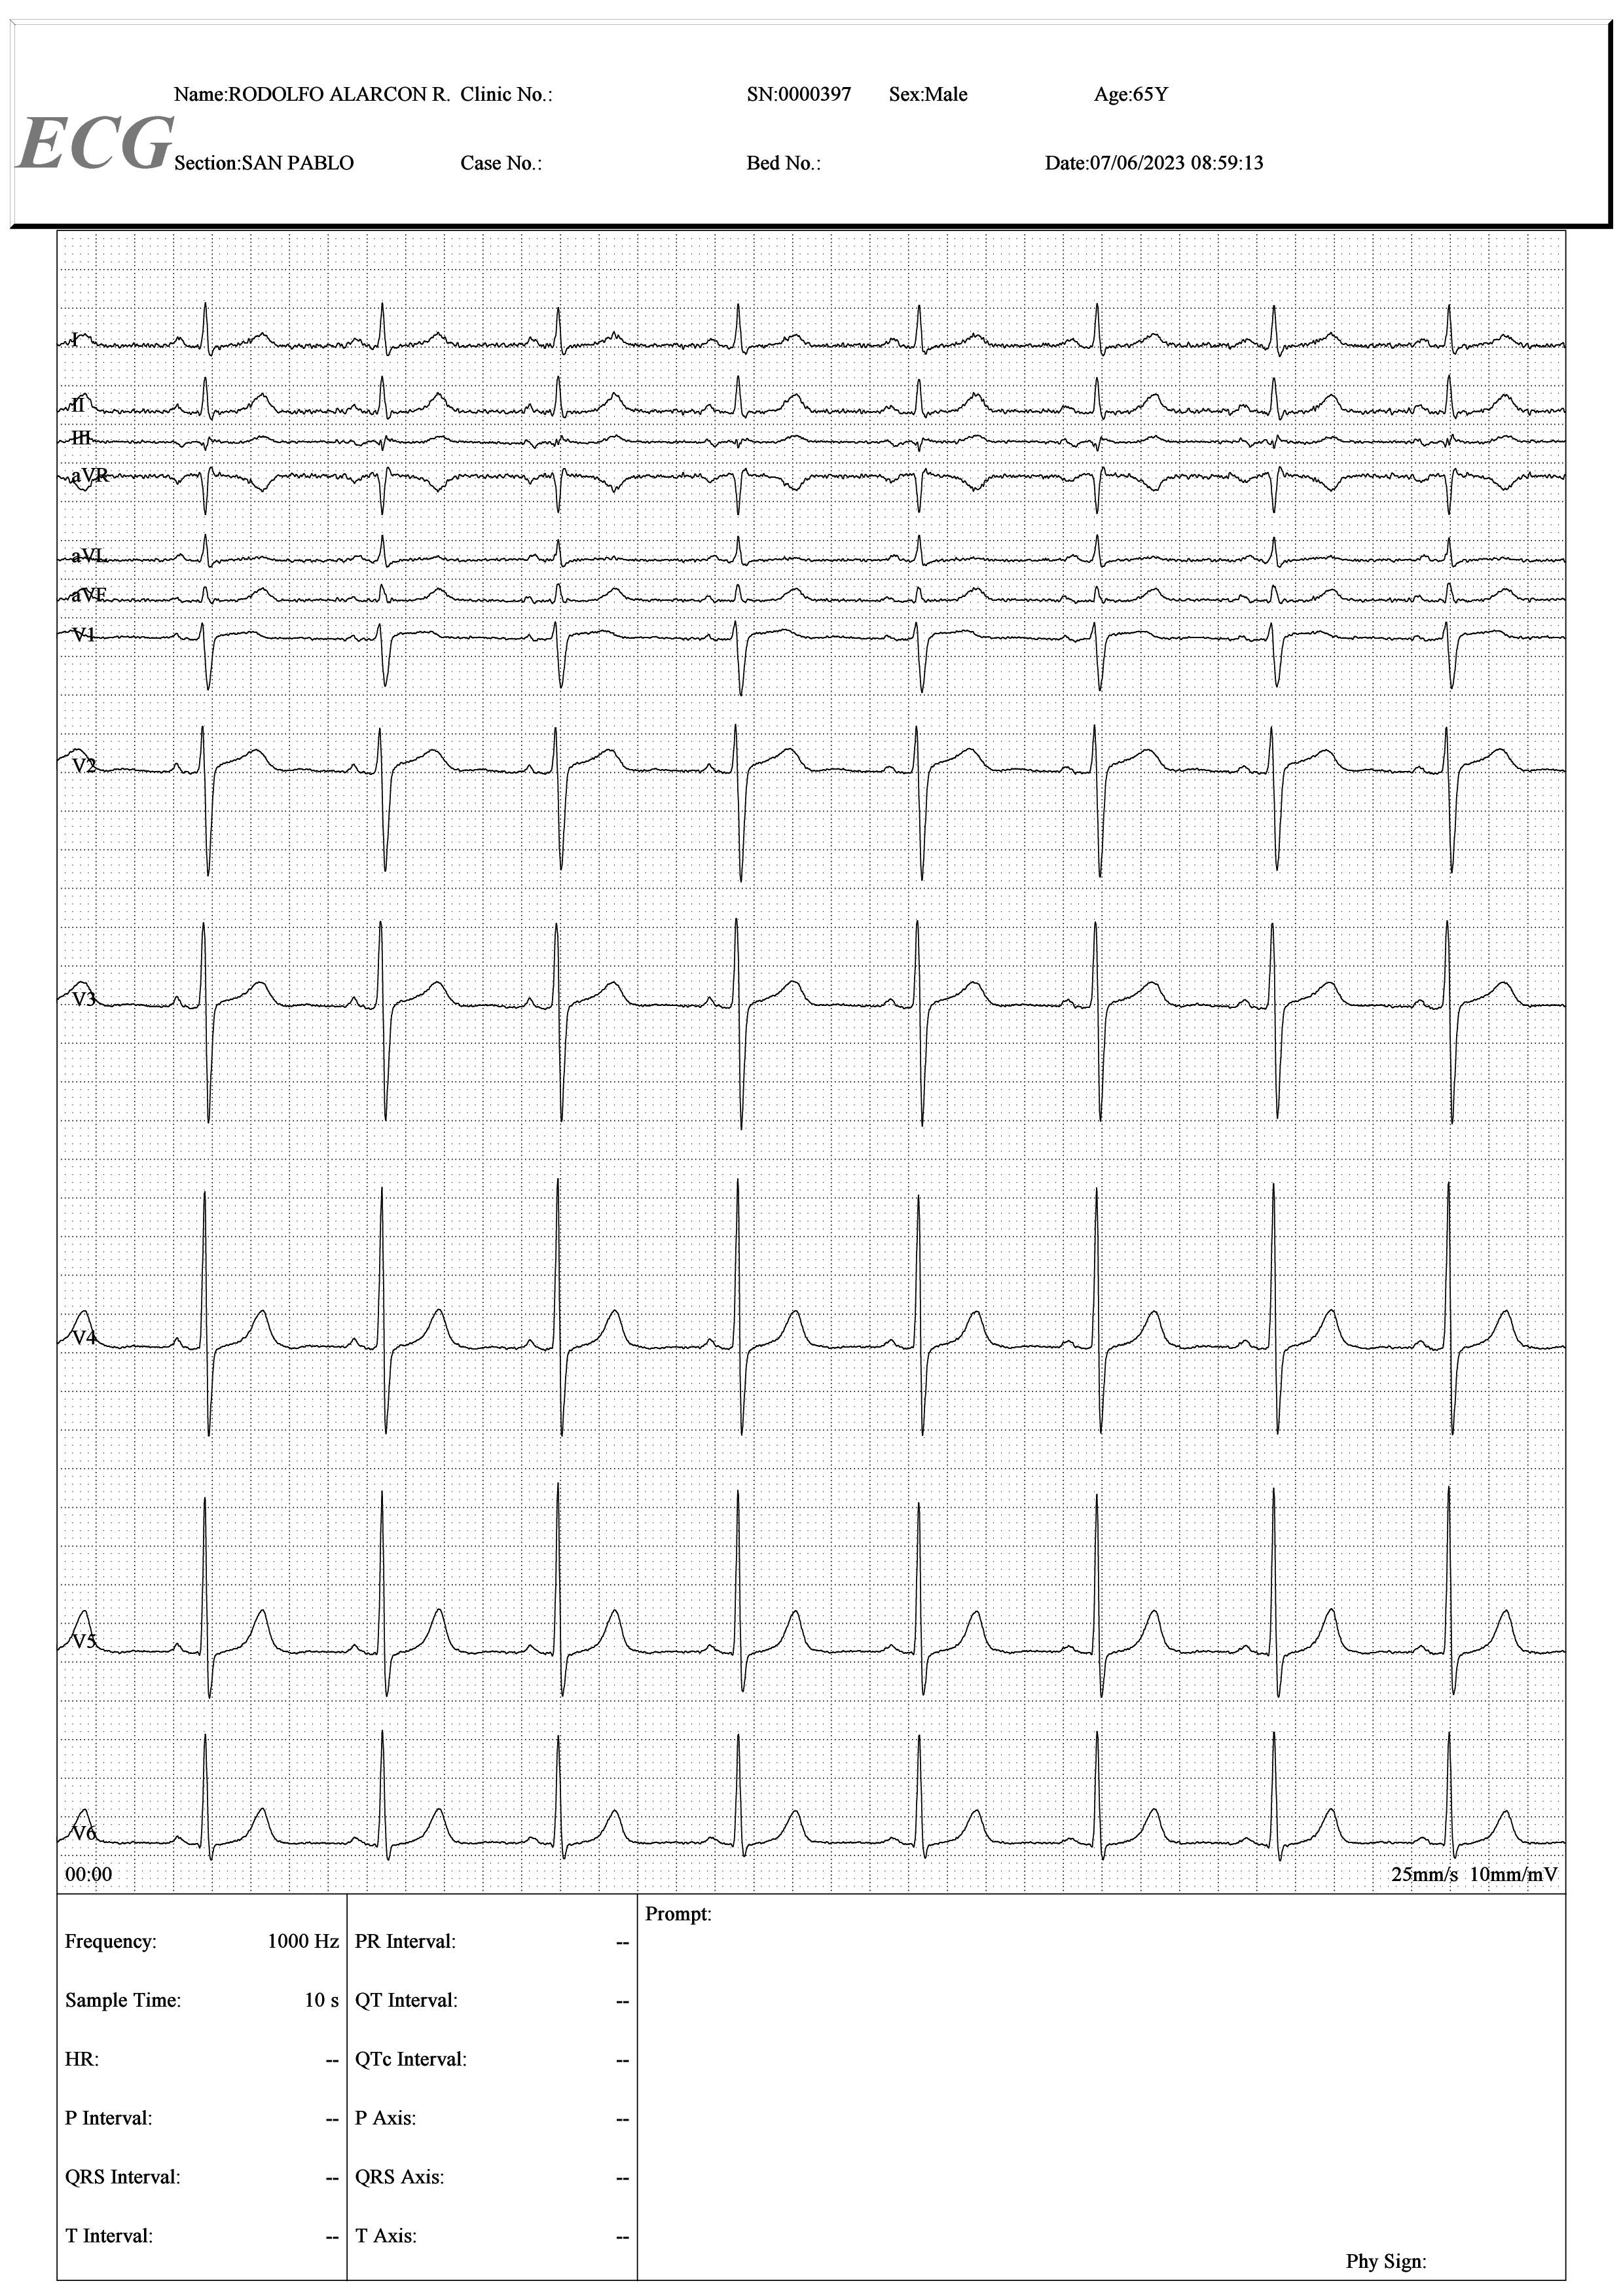 ECG
Name:RODOLFO ALARCON R. Clinic No.: SN:0000397 Sex:Male Age:65Y
Section:SAN PABLO Case No.: Bed No.: Date:07/06/2023 08:59:13
I
II
III
aVR
aVL
aVF
V1
V2
V3
V4
V5
V6
00:00 25mm/s 10mm/mV
Frequency: 1000 Hz PR Interval: -- Prompt:
Sample Time: 10 s QT Interval: --
HR: -- QTc Interval: --
P Interval: -- P Axis: --
QRS Interval: -- QRS Axis: --
T Interval: -- T Axis: --
Phy Sign: